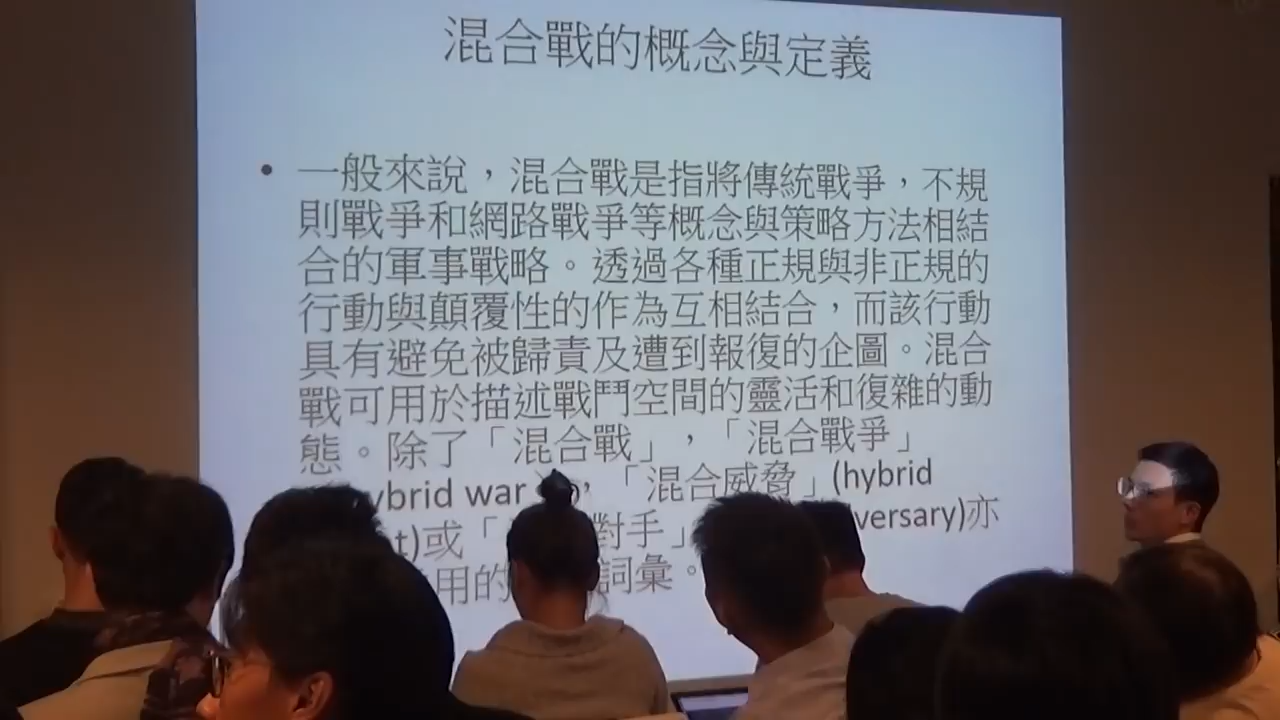 混合戰的概念與定義
• 一般來說，混合戰是指將傳統戰爭，不規
則戰爭和網路戰爭等概念與策略方法相結
合的軍事戰略。透過各種正規與非正規的
行動與顛覆性的作為互相結合，而該行動
具有避免被歸責及遭到報復的企圖。混合
戰可用於描述戰鬥空間的靈活和復雜的動
態。除了「混合戰」，「混合戰爭」
war 「混合威脅」(hybrid
或「 對手」 亦
用的 詞彙。